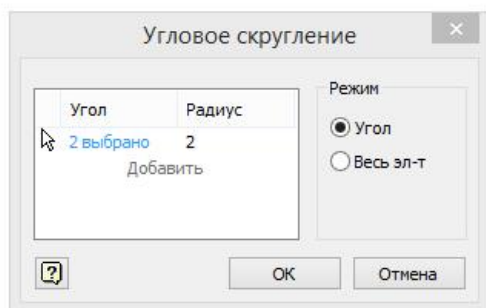 Угловое скругление
Режим
Угол Радиус
Угол
2 выбрано 2
Весь эл-т
Добавить
OK Отмена